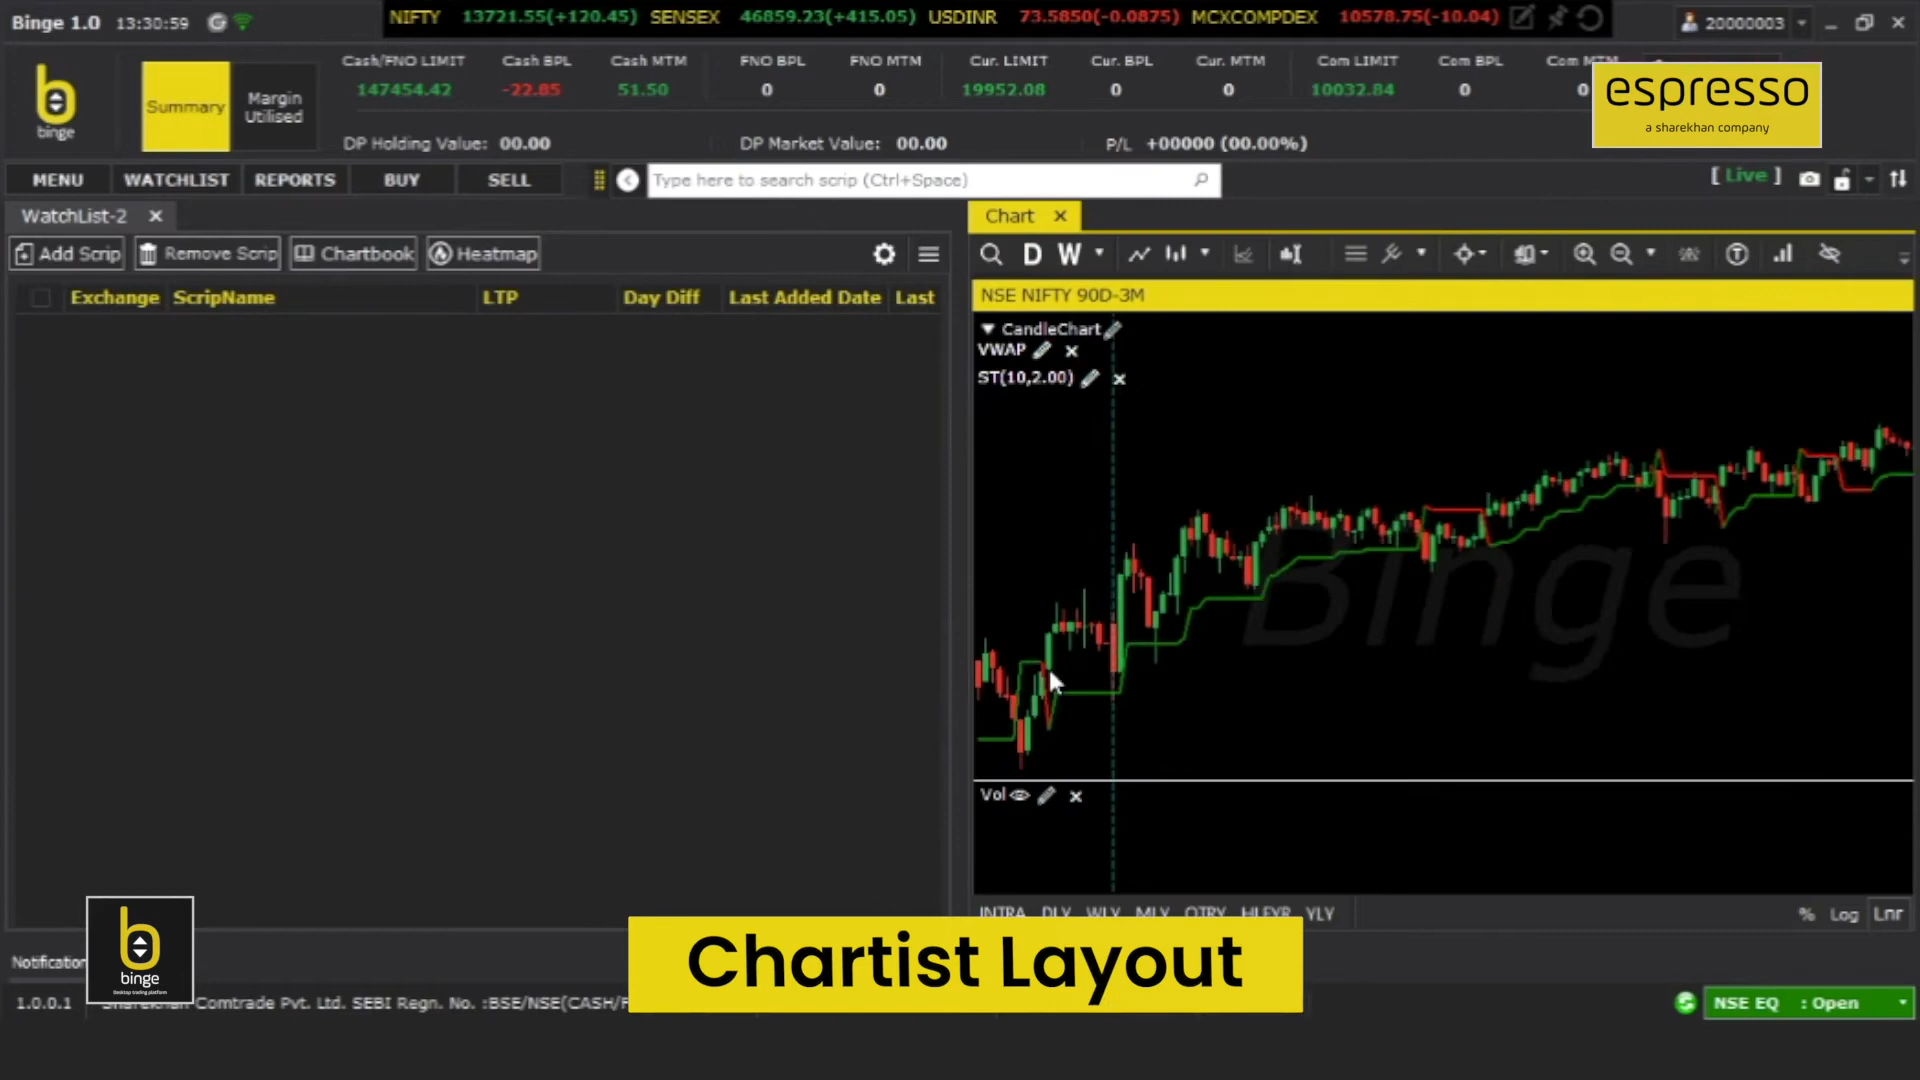 Binge 1.0 13:30:59 NIFTY 13721.55(+120.45) SENSEX 46859.23(+415.05) USDINR 73.5850(-0.0875) MCXCOMPDEX 10578.75(-10.04) 20000003
Cash/FNO LIMIT Cash BPL Cash MTM FNO BPL FNO MTM Cur. LIMIT Cur. BPL Cur. MTM Com LIMIT Com BPL Com MTM
147454.42 -22.85 51.50 0 0 19952.08 0 0 10032.84 0 0
binge
Summary
Margin
Utilised
espresso
a sharekhan company
DP Holding Value: 00.00 DP Market Value: 00.00 P/L +00000 (00.00%)
MENU WATCHLIST REPORTS BUY SELL Type here to search scrip (Ctrl+Space) [ Live ]
WatchList-2 Chart
Add Scrip Remove Scrip Chartbook Heatmap D W
Exchange ScripName LTP Day Diff Last Added Date Last
NSE NIFTY 90D-3M
CandleChart
VWAP
ST(10,2.00)
Binge
Vol
INTRA DLY WLY MLY QTRY HLFYR YLY % Log Lnr
Chartist Layout
Notification
binge
Desktop trading platform
1.0.0.1 Sharekhan Comtrade Pvt. Ltd. SEBI Regn. No. :BSE/NSE(CASH/F
NSE EQ : Open